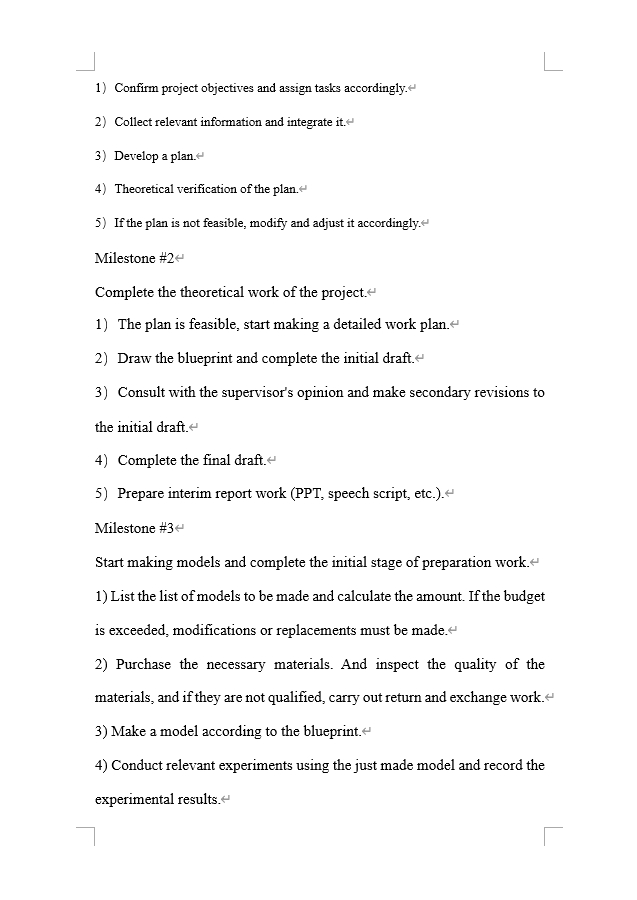 1) Confirm project objectives and assign tasks accordingly.
2) Collect relevant information and integrate it.
3) Develop a plan.
4) Theoretical verification of the plan.
5) If the plan is not feasible, modify and adjust it accordingly.
Milestone #2
Complete the theoretical work of the project.
1) The plan is feasible, start making a detailed work plan.
2) Draw the blueprint and complete the initial draft.
3) Consult with the supervisor's opinion and make secondary revisions to
the initial draft.
4) Complete the final draft.
5) Prepare interim report work (PPT, speech script, etc.).
Milestone #3
Start making models and complete the initial stage of preparation work.
1) List the list of models to be made and calculate the amount. If the budget
is exceeded, modifications or replacements must be made.
2) Purchase the necessary materials. And inspect the quality of the
materials, and if they are not qualified, carry out return and exchange work.
3) Make a model according to the blueprint.
4) Conduct relevant experiments using the just made model and record the
experimental results.